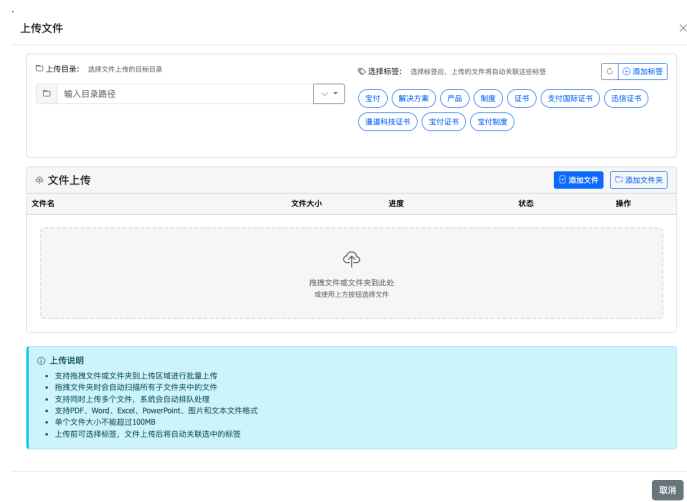 上传文件
上传目录： 选择文件上传的目标目录
输入目录路径
选择标签： 选择标签后，上传的文件将自动关联这些标签
添加标签
宝付 解决方案 产品 制度 证书 支付国际证书 迅信证书
漫道科技证书 宝付证书 宝付制度
文件上传
添加文件 添加文件夹
文件名 文件大小 进度 状态 操作
拖拽文件或文件夹到此处
或使用上方按钮选择文件
上传说明
支持拖拽文件或文件夹到上传区域进行批量上传
拖拽文件夹时会自动扫描所有子文件夹中的文件
支持同时上传多个文件，系统会自动排队处理
支持PDF、Word、Excel、PowerPoint、图片和文本文件格式
单个文件大小不能超过100MB
上传前可选择标签，文件上传后将自动关联选中的标签
取消